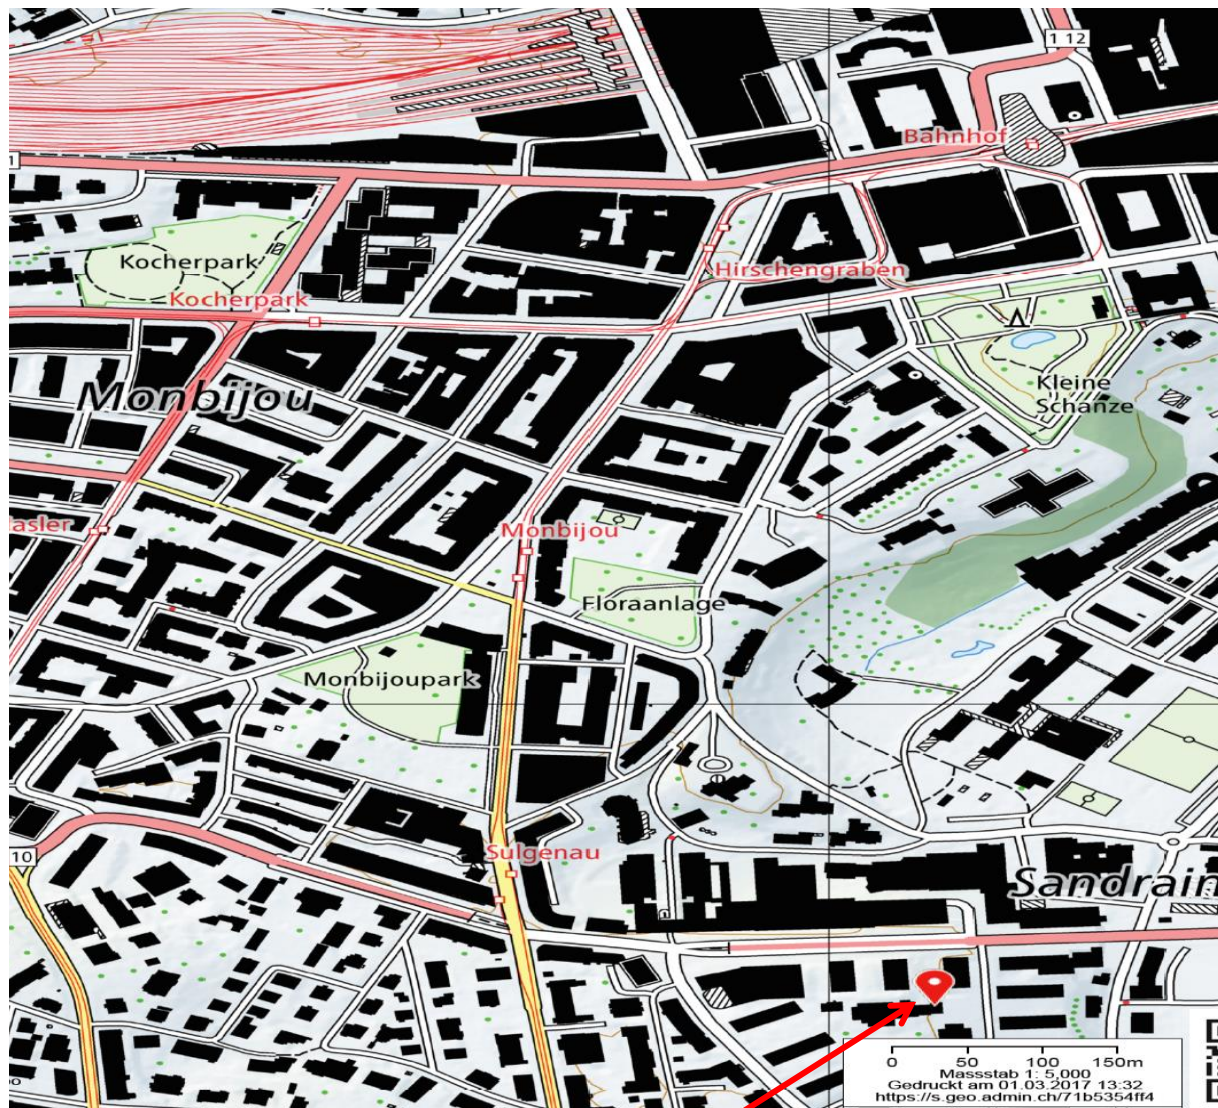 1 12
Bahnhof
1
Kocherpark
Hirschengraben
Kocherpark
Kleine
Schanze
Monbijou
asler
Monbijou
Floraanlage
Monbijoupark
10
Sulgenau
Sandrain
0 50 100 150m
Massstab 1: 5,000
Gedruckt am 01.03.2017 13:32
https://s.geo.admin.ch/71b5354ff4